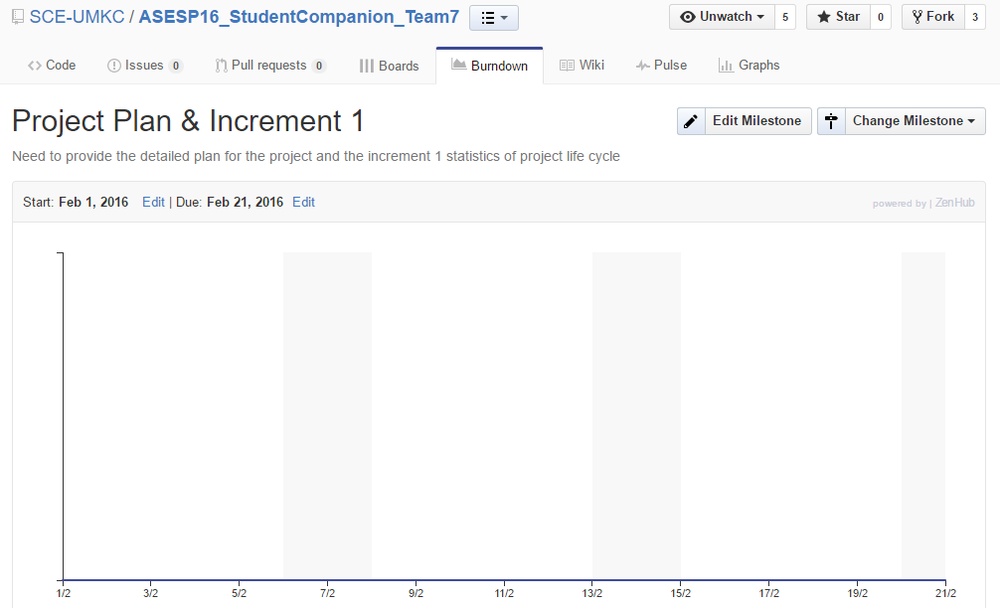 SCE-UMKC / ASESP16_StudentCompanion_Team7 Unwatch 5 Star 0 Fork 3
Code Issues 0 Pull requests 0 Boards Burndown Wiki Pulse Graphs
Project Plan & Increment 1 Edit Milestone Change Milestone
Need to provide the detailed plan for the project and the increment 1 statistics of project life cycle
Start: Feb 1, 2016 Edit | Due: Feb 21, 2016 Edit powered by | ZenHub
1/2 3/2 5/2 7/2 9/2 11/2 13/2 15/2 17/2 19/2 21/2